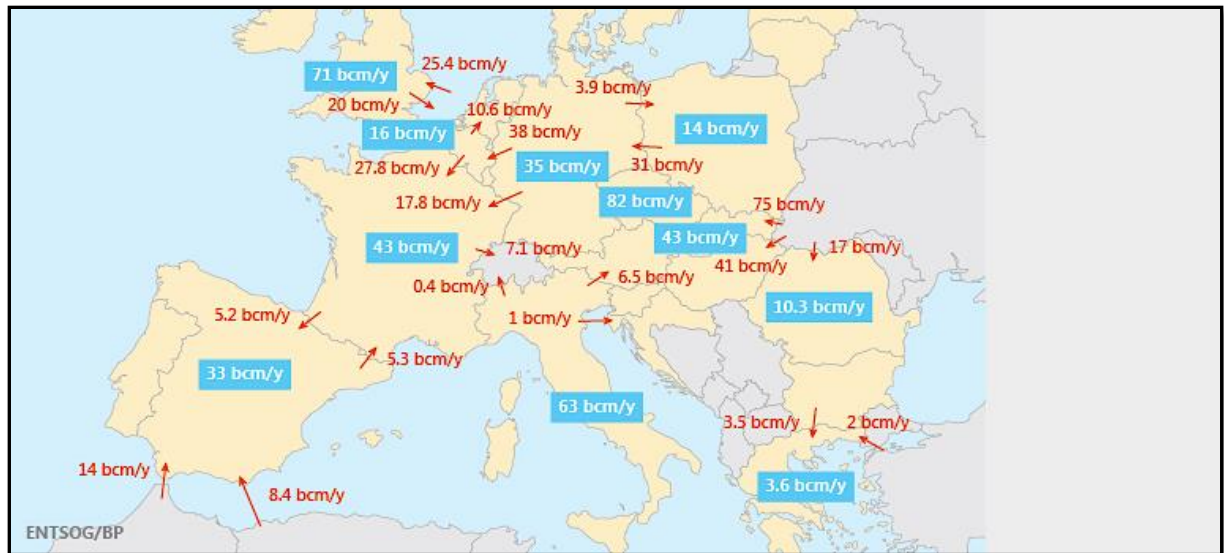 25.4 bcm/y
71 bcm/y
20 bcm/y
3.9 bcm/y
10.6 bcm/y
16 bcm/y
38 bcm/y
14 bcm/y
27.8 bcm/y
35 bcm/y
31 bcm/y
17.8 bcm/y
82 bcm/y
75 bcm/y
43 bcm/y
7.1 bcm/y
43 bcm/y
17 bcm/y
41 bcm/y
0.4 bcm/y
6.5 bcm/y
10.3 bcm/y
5.2 bcm/y
1 bcm/y
5.3 bcm/y
33 bcm/y
63 bcm/y
3.5 bcm/y
2 bcm/y
14 bcm/y
8.4 bcm/y
3.6 bcm/y
ENTSOG/BP